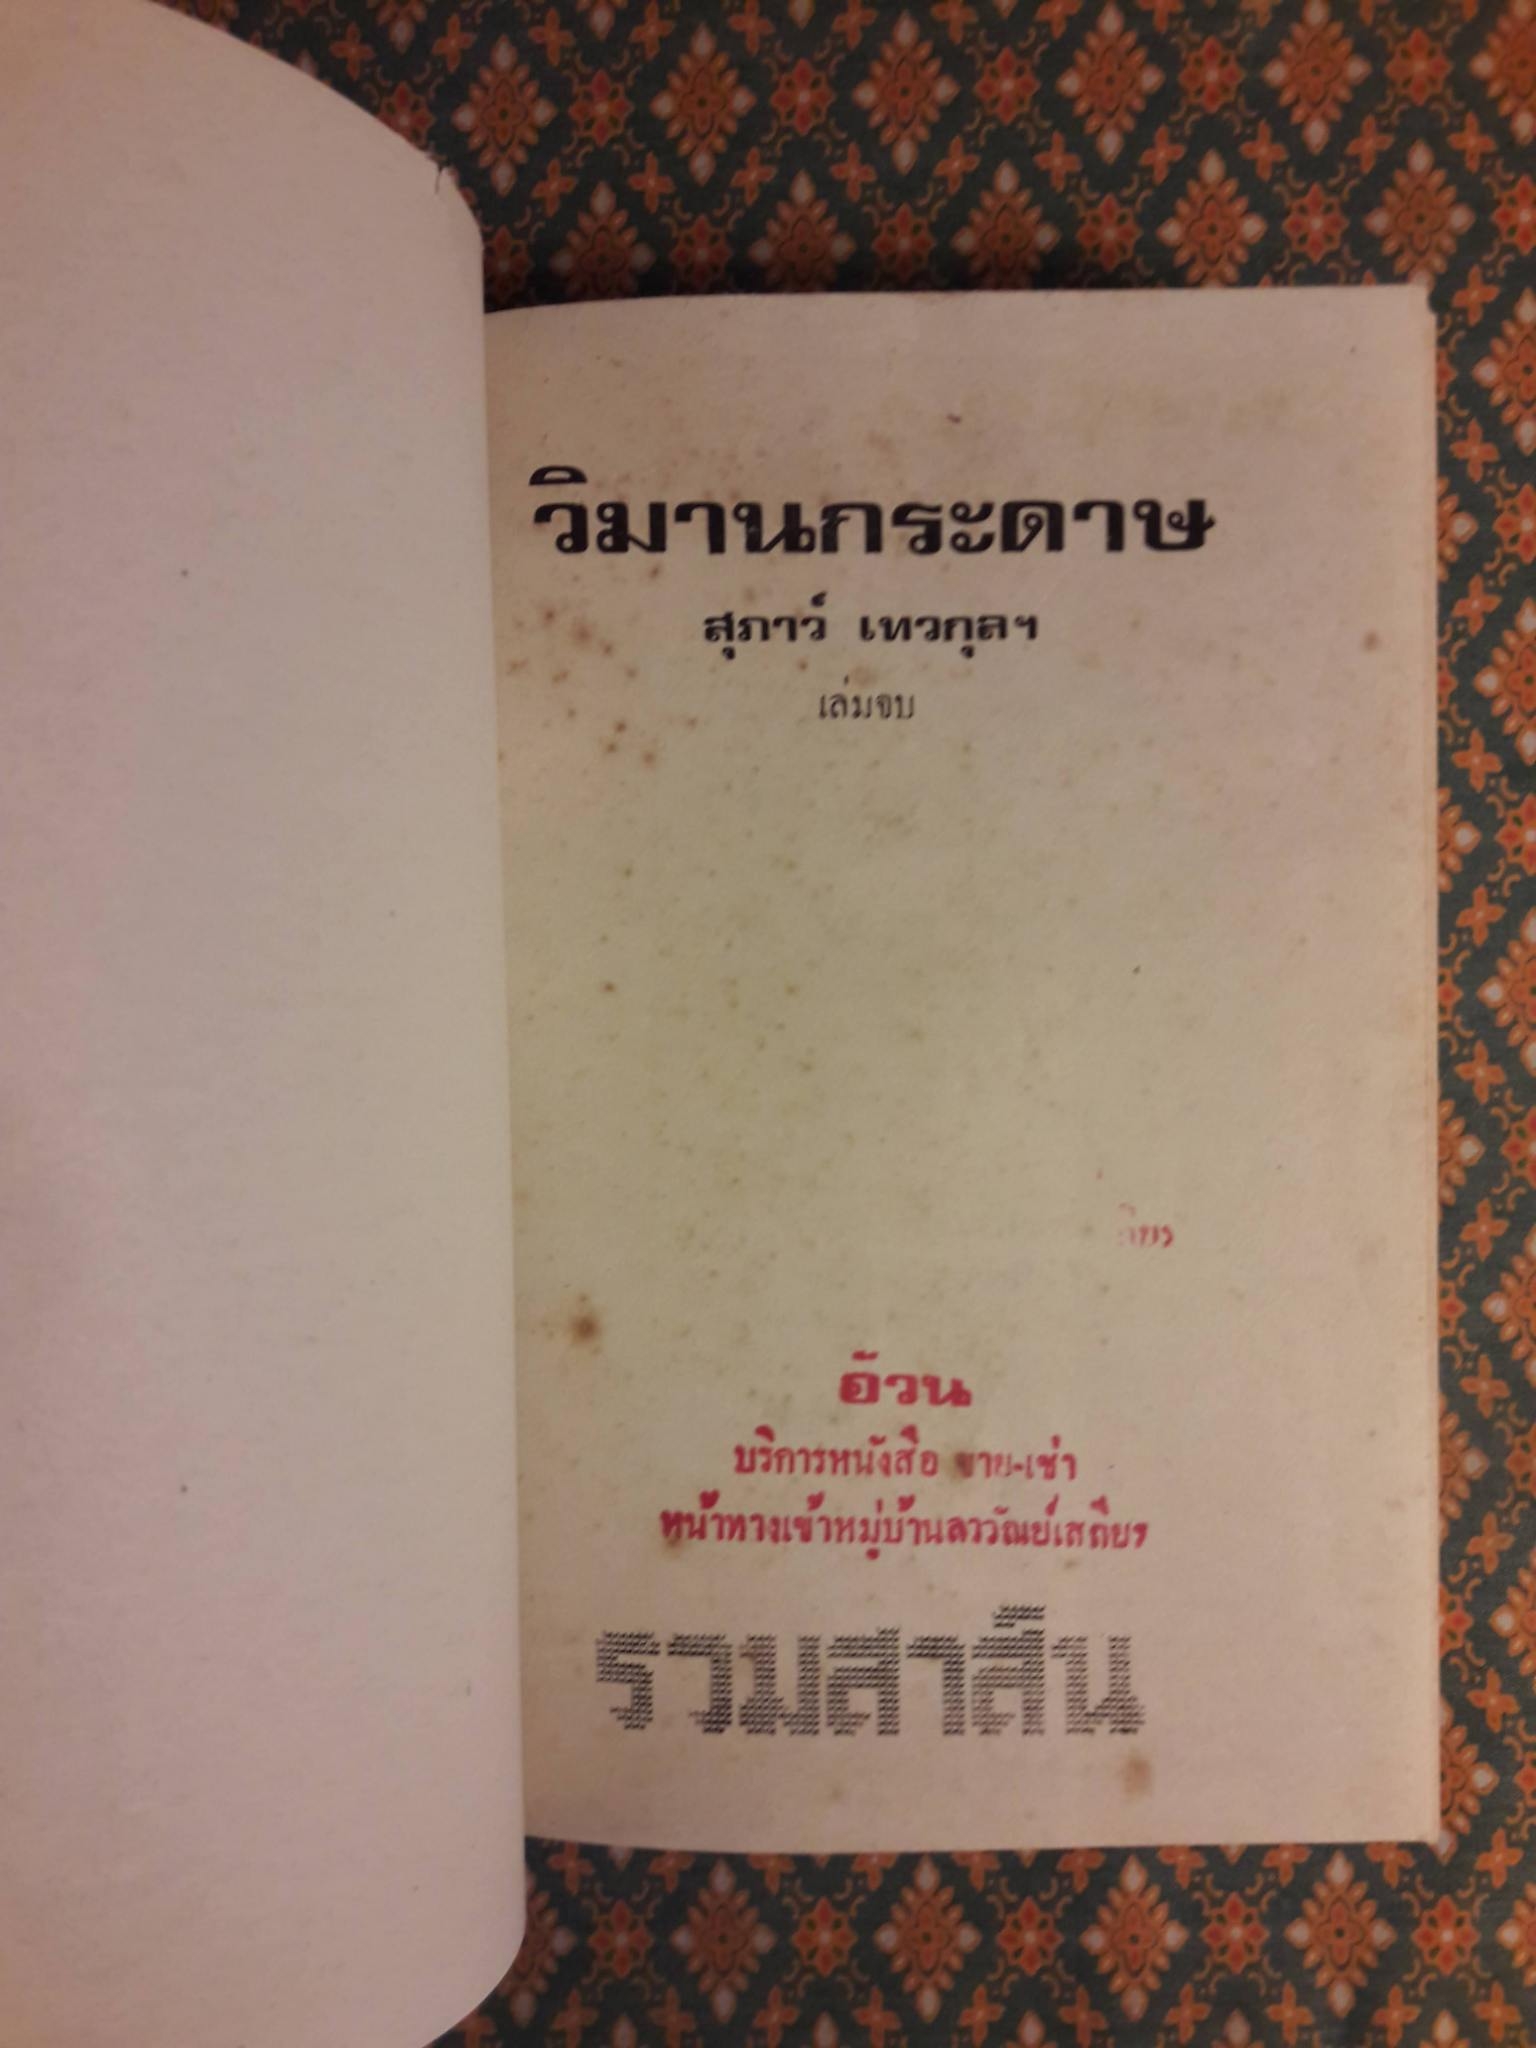 วิมานกระดาษ
สุภาว์ เทวกุลฯ
เล่มจบ
อ้วน
บริการหนังสือ ขาย-เช่า
หน้าทางเข้าหมู่บ้านลววัณย์เสถียร
รวมสาส์น